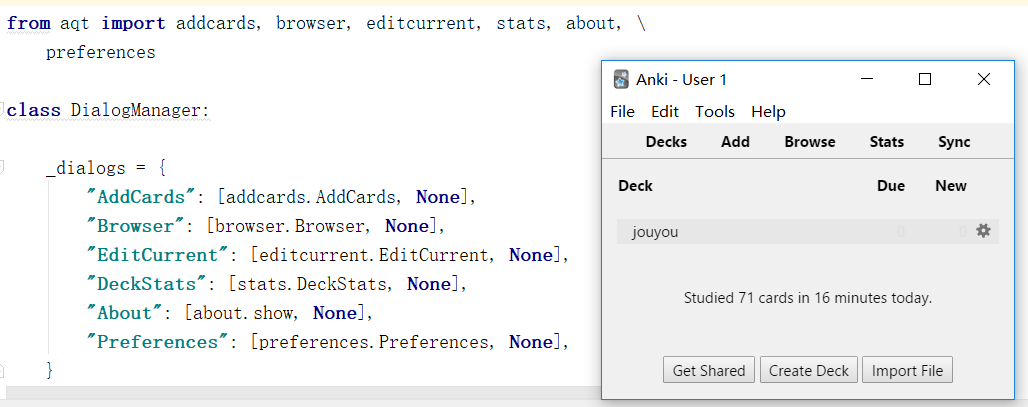 from aqt import addcards, browser, editcurrent, stats, about, \
preferences
class DialogManager:
_dialogs = {
"AddCards": [addcards.AddCards, None],
"Browser": [browser.Browser, None],
"EditCurrent": [editcurrent.EditCurrent, None],
"DeckStats": [stats.DeckStats, None],
"About": [about.show, None],
"Preferences": [preferences.Preferences, None],
}
Anki - User 1
File Edit Tools Help
Decks Add Browse Stats Sync
Deck Due New
jouyou 0 0
Studied 71 cards in 16 minutes today.
Get Shared Create Deck Import File